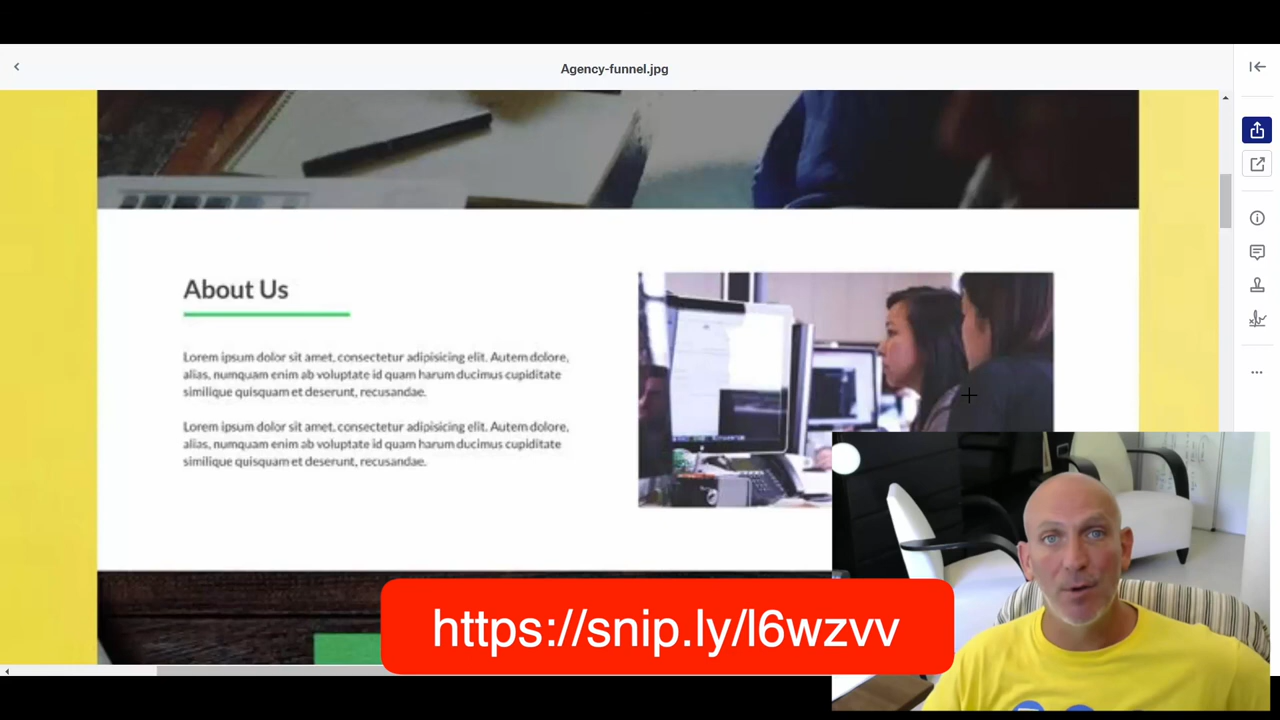 Agency-funnel.jpg
About Us
Lorem ipsum dolor sit amet, consectetur adipisicing elit. Autem dolore,
alias, numquam enim ab voluptate id quam harum ducimus cupiditate
similique quisquam et deserunt, recusandae.
Lorem ipsum dolor sit amet, consectetur adipisicing elit. Autem dolore,
alias, numquam enim ab voluptate id quam harum ducimus cupiditate
similique quisquam et deserunt, recusandae.
https://snip.ly/l6wzvv